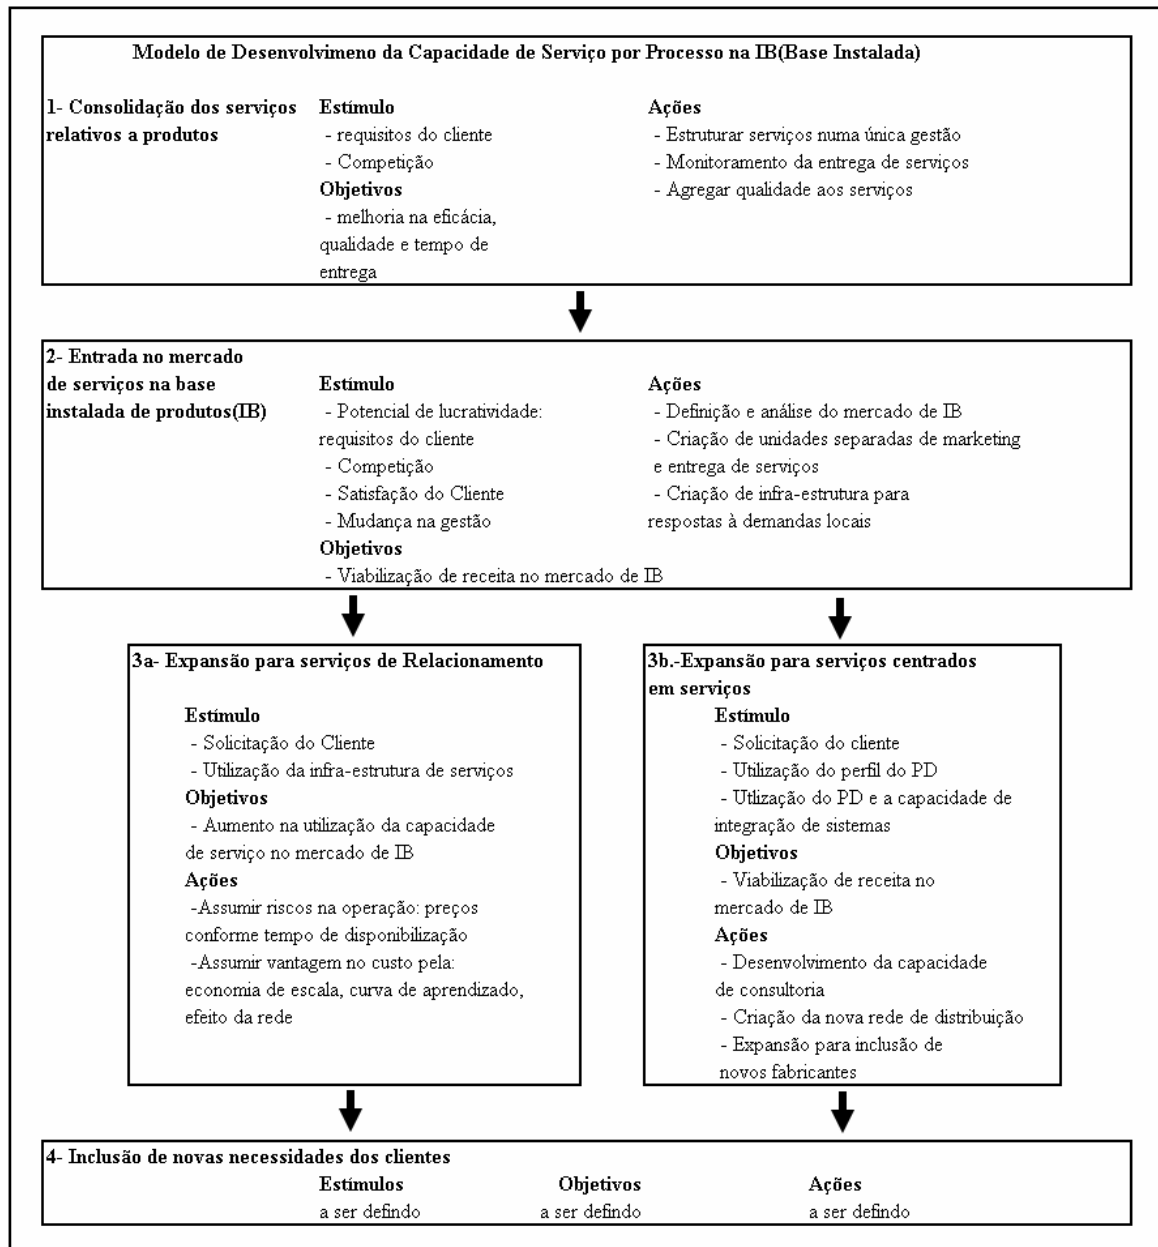 Modelo de Desenvolvimeno da Capacidade de Serviço por Processo na IB(Base Instalada)
1- Consolidação dos serviços
relativos a produtos
Estímulo
- requisitos do cliente
- Competição
Objetivos
- melhoria na eficácia,
qualidade e tempo de
entrega
Ações
- Estruturar serviços numa única gestão
- Monitoramento da entrega de serviços
- Agregar qualidade aos serviços
2- Entrada no mercado
de serviços na base
instalada de produtos(IB)
Estímulo
- Potencial de lucratividade:
requisitos do cliente
- Competição
- Satisfação do Cliente
- Mudança na gestão
Objetivos
- Viabilização de receita no mercado de IB
Ações
- Definição e análise do mercado de IB
- Criação de unidades separadas de marketing
e entrega de serviços
- Criação de infra-estrutura para
respostas à demandas locais
3a- Expansão para serviços de Relacionamento
Estímulo
- Solicitação do Cliente
- Utilização da infra-estrutura de serviços
Objetivos
- Aumento na utilização da capacidade
de serviço no mercado de IB
Ações
-Assumir riscos na operação: preços
conforme tempo de disponibilização
-Assumir vantagem no custo pela:
economia de escala, curva de aprendizado,
efeito da rede
3b.-Expansão para serviços centrados
em serviços
Estímulo
- Solicitação do cliente
- Utilização do perfil do PD
- Utlização do PD e a capacidade de
integração de sistemas
Objetivos
- Viabilização de receita no
mercado de IB
Ações
- Desenvolvimento da capacidade
de consultoria
- Criação da nova rede de distribuição
- Expansão para inclusão de
novos fabricantes
4- Inclusão de novas necessidades dos clientes
Estímulos Objetivos Ações
a ser defindo a ser defindo a ser defindo